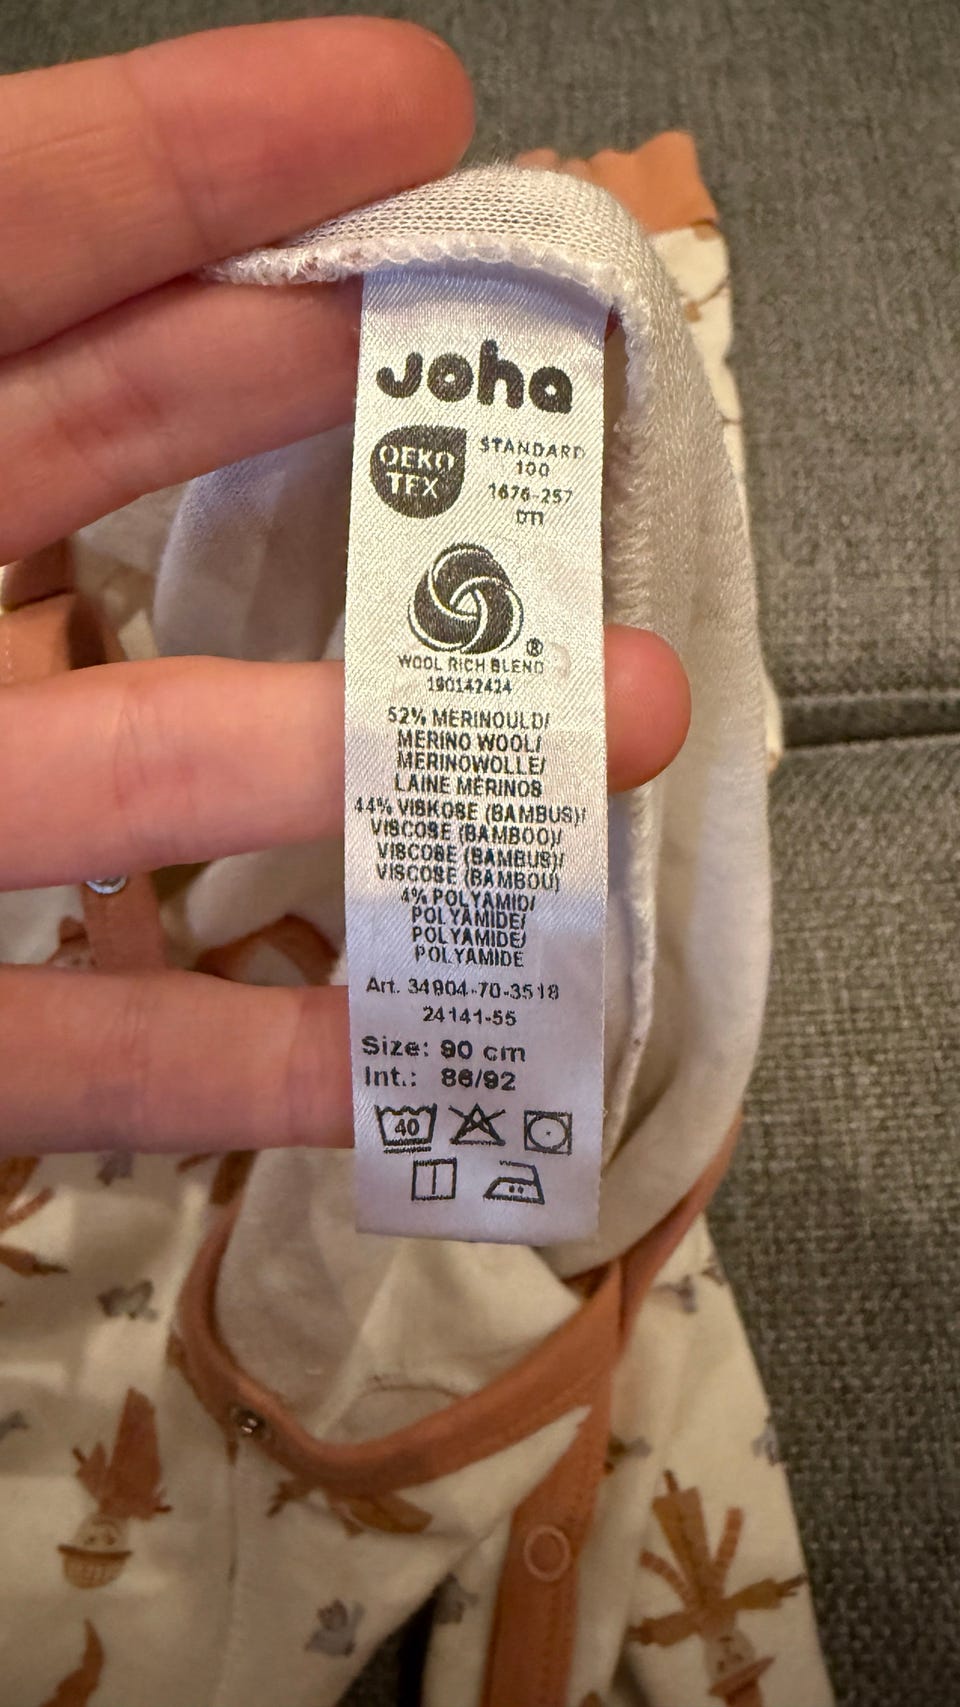 Joha
OEKO
TEX
STANDARD
100
1676-257
DTI
®
WOOL RICH BLEND
190142424
52% MERINOULD/
MERINO WOOL/
MERINOWOLLE/
LAINE MÉRINOS
44% VISKOSE (BAMBUS)/
VISCOSE (BAMBOO)/
VISCOSE (BAMBUS)/
VISCOSE (BAMBOU)
4% POLYAMID/
POLYAMIDE/
POLYAMIDE/
POLYAMIDE
Art. 34904-70-3518
24141-55
Size: 90 cm
Int.: 86/92
40